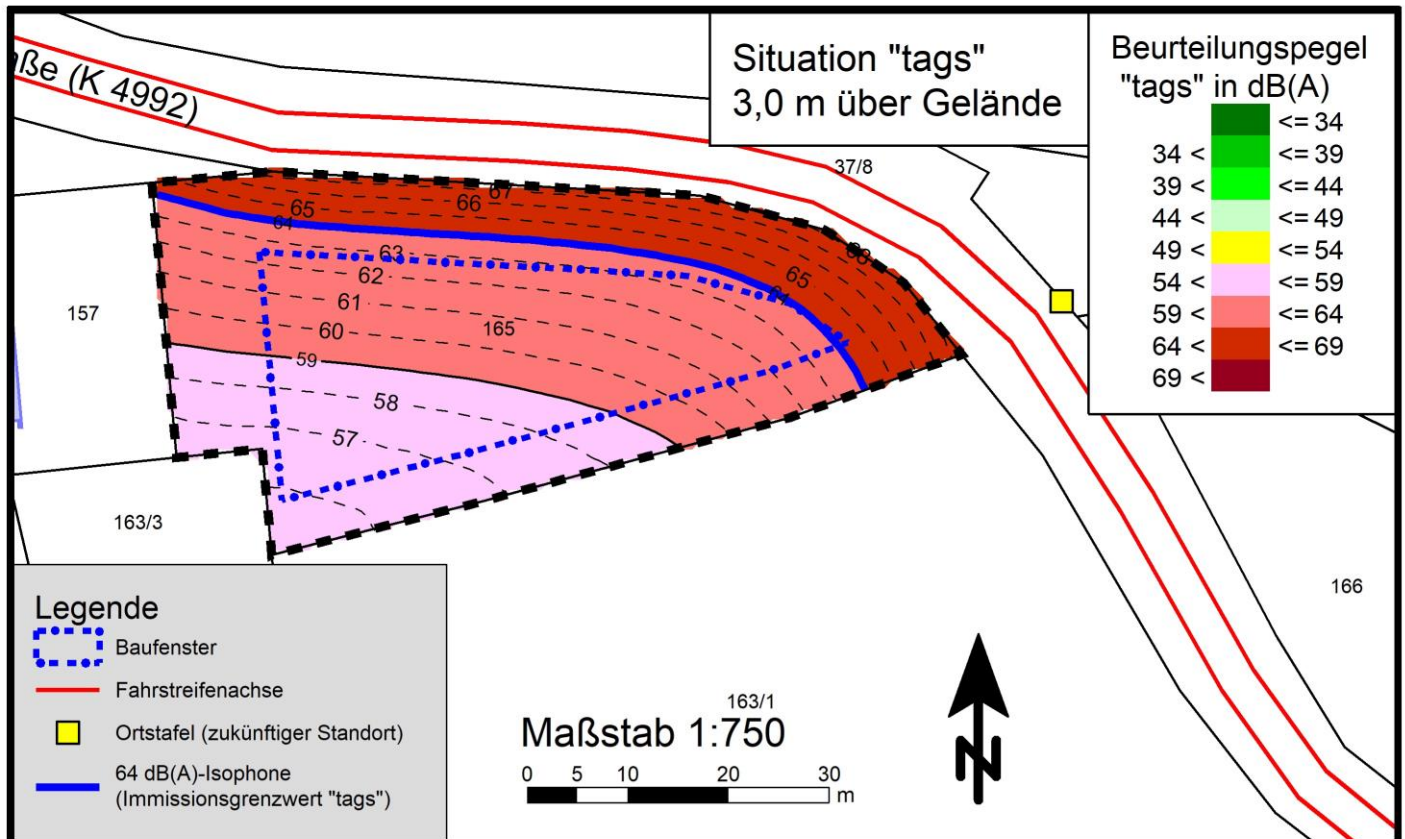 ße (K 4992)
Situation "tags"
3,0 m über Gelände
Beurteilungspegel
"tags" in dB(A)
<= 34
34 < <= 39
39 < <= 44
44 < <= 49
49 < <= 54
54 < <= 59
59 < <= 64
64 < <= 69
69 <
37/8
67
66
65
64
63
62
61
60
59
58
57
65
64
68
165
157
163/3
166
163/1
Legende
Baufenster
Fahrstreifenachse
Ortstafel (zukünftiger Standort)
64 dB(A)-Isophone
(Immissionsgrenzwert "tags")
Maßstab 1:750
0 5 10 20 30
m
N